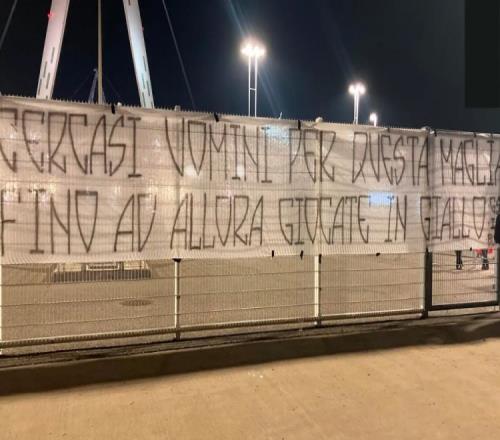 CERCASI UOMINI PER QUESTA MAGLIA
FINO AD ALLORA GIOCATE IN GIALLO